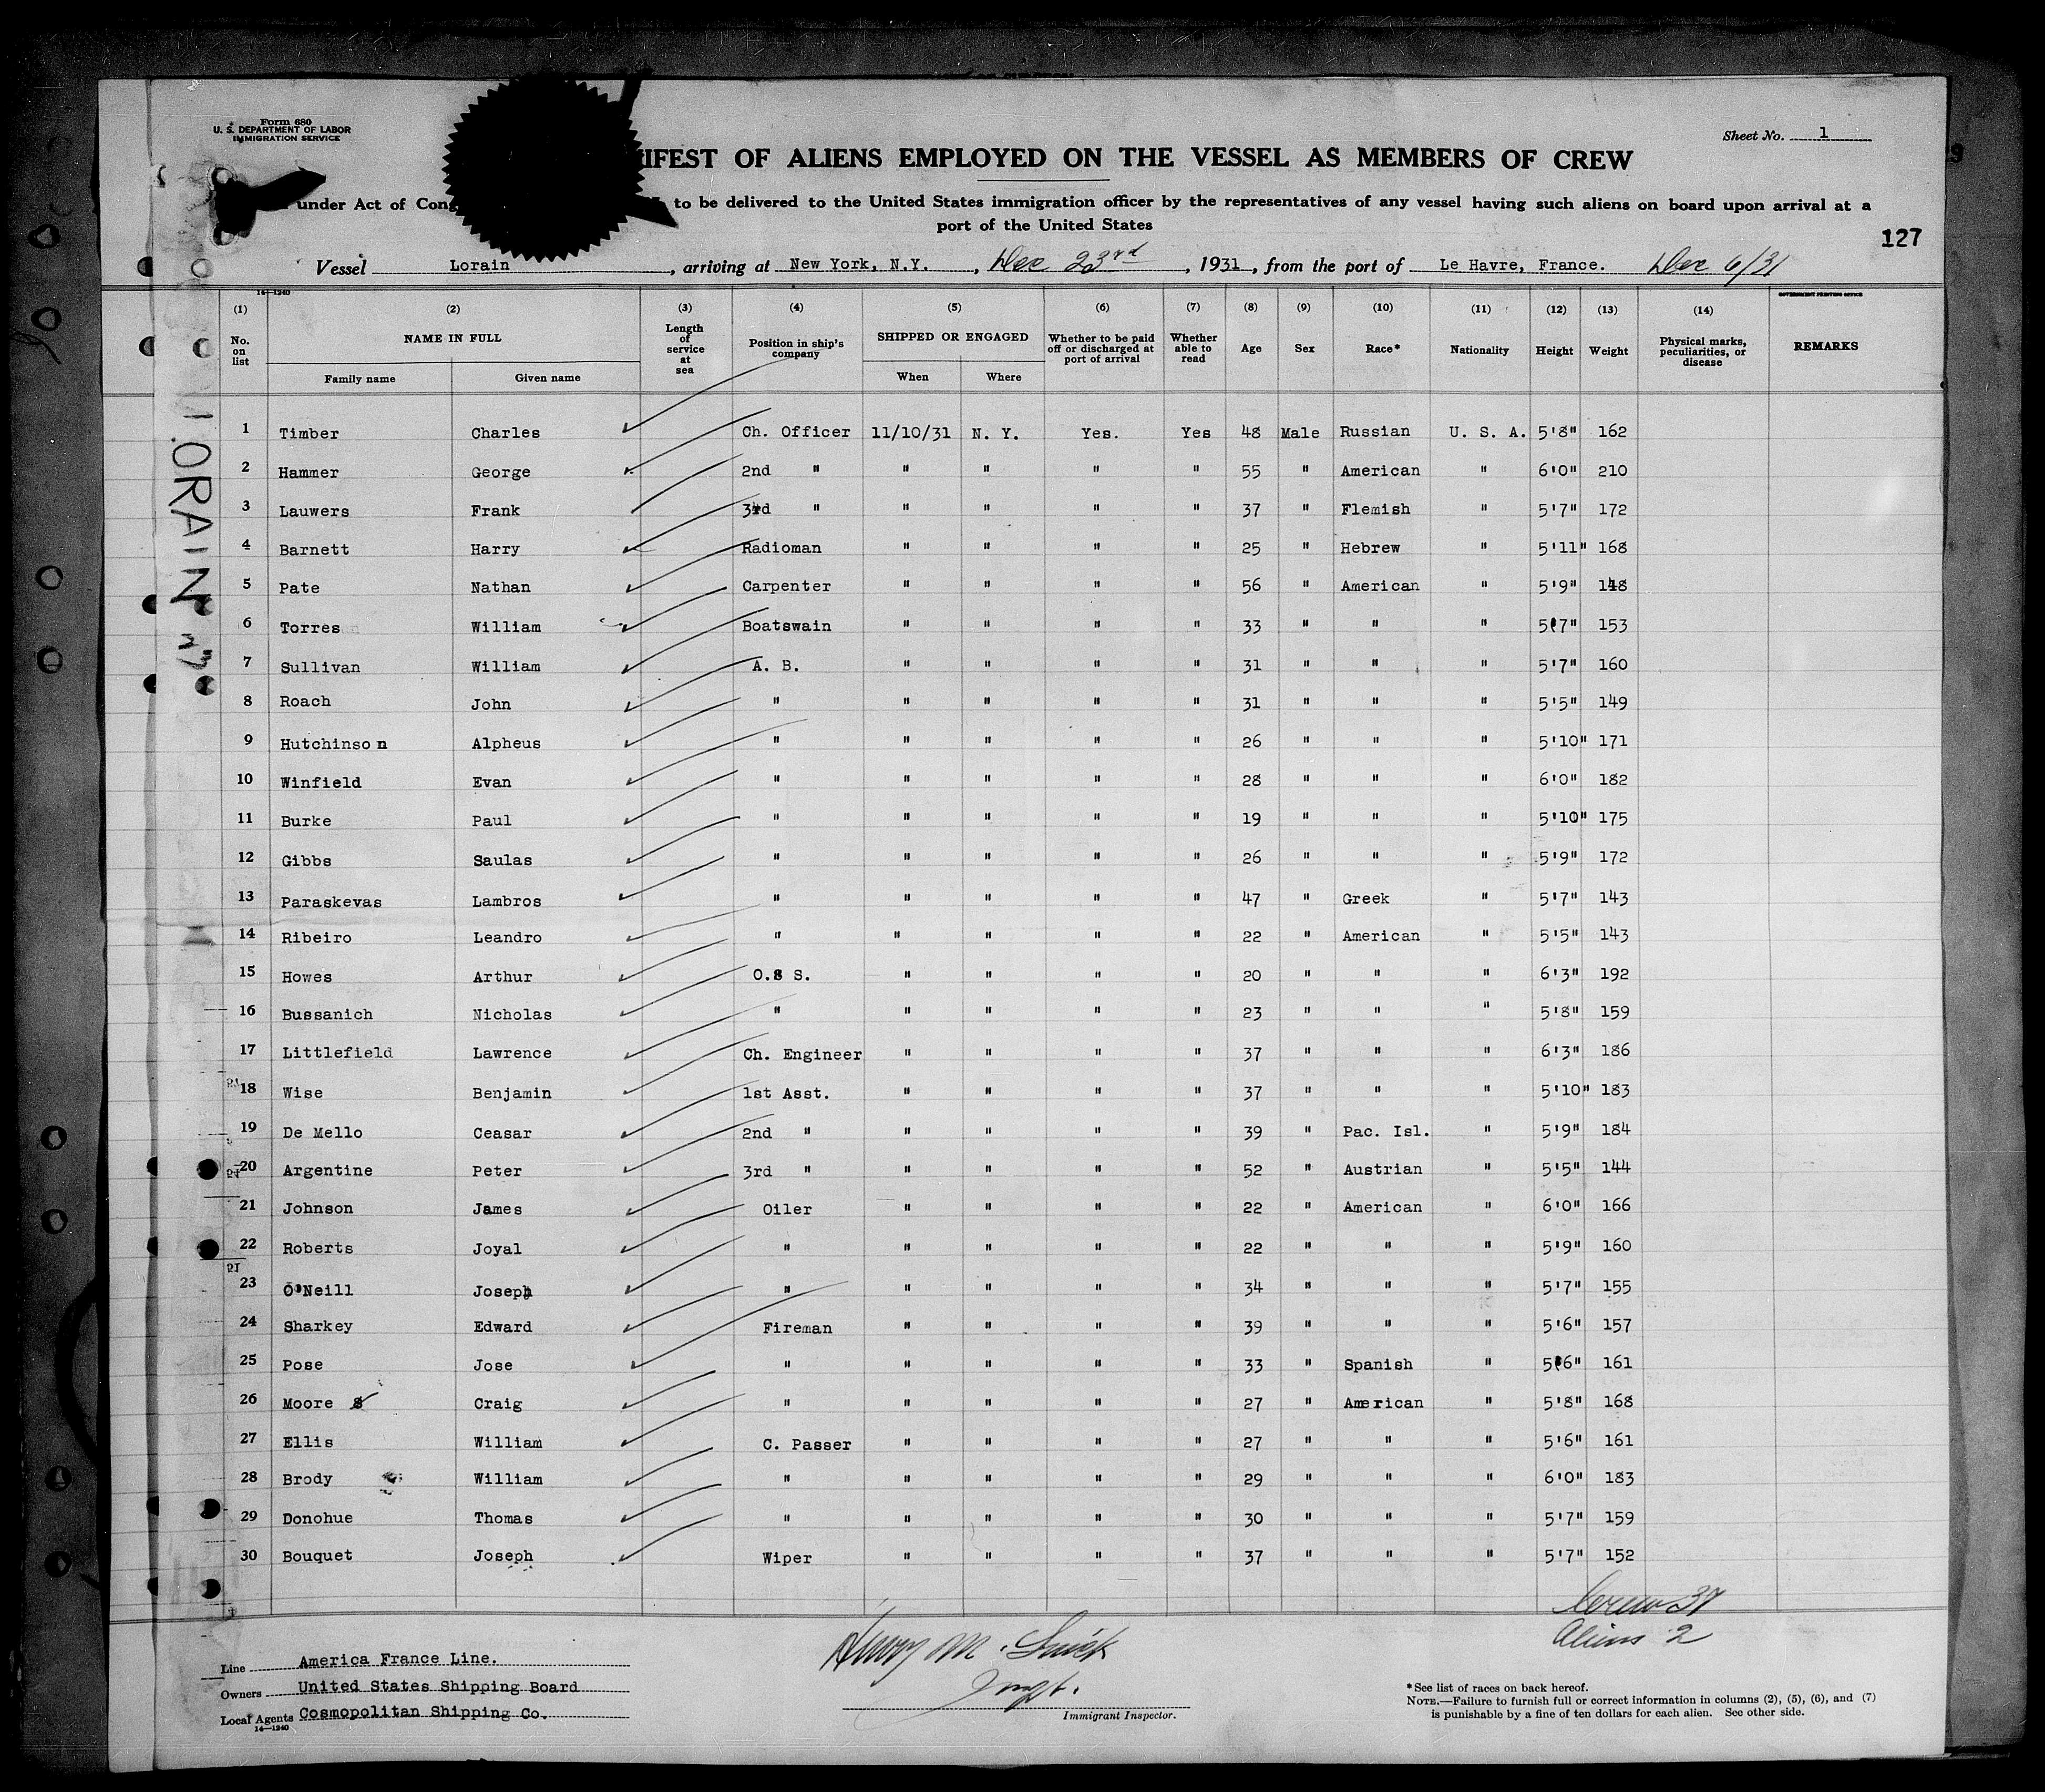 Form 680
U. S. DEPARTMENT OF LABOR
IMMIGRATION SERVICE
Sheet No. 1
IFEST OF ALIENS EMPLOYED ON THE VESSEL AS MEMBERS OF CREW
under Act of Cong to be delivered to the United States immigration officer by the representatives of any vessel having such aliens on board upon arrival at a
port of the United States
127
Vessel Lorain, arriving at New York, N.Y., Dec 23rd, 1931, from the port of Le Havre, France. Dec 6/31
14—1240 GOVERNMENT PRINTING OFFICE
(1) (2) (3) (4) (5) (6) (7) (8) (9) (10) (11) (12) (13) (14)
No. on list NAME IN FULL Length of service at sea Position in ship's company SHIPPED OR ENGAGED Whether to be paid off or discharged at port of arrival Whether able to read Age Sex Race* Nationality Height Weight Physical marks, peculiarities, or disease REMARKS
Family name Given name When Where
1 Timber Charles Ch. Officer 11/10/31 N. Y. Yes. Yes 48 Male Russian U. S. A. 5'8" 162
2 Hammer George 2nd " " " " " 55 " American " 6'0" 210
3 Lauwers Frank 3rd " " " " " 37 " Flemish " 5'7" 172
4 Barnett Harry Radioman " " " " 25 " Hebrew " 5'11" 168
5 Pate Nathan Carpenter " " " " 56 " American " 5'9" 148
6 Torres William Boatswain " " " " 33 " " " 5'7" 153
7 Sullivan William A. B. " " " " 31 " " " 5'7" 160
8 Roach John " " " " " 31 " " " 5'5" 149
9 Hutchinson Alpheus " " " " " 26 " " " 5'10" 171
10 Winfield Evan " " " " " 28 " " " 6'0" 182
11 Burke Paul " " " " " 19 " " " 5'10" 175
12 Gibbs Saulas " " " " " 26 " " " 5'9" 172
13 Paraskevas Lambros " " " " " 47 " Greek " 5'7" 143
14 Ribeiro Leandro " " " " " 22 " American " 5'5" 143
15 Howes Arthur O.S S. " " " " 20 " " " 6'3" 192
16 Bussanich Nicholas " " " " " 23 " " " 5'8" 159
17 Littlefield Lawrence Ch. Engineer " " " " 37 " " " 6'3" 186
18 Wise Benjamin 1st Asst. " " " " 37 " " " 5'10" 183
19 De Mello Ceasar 2nd " " " " " 39 " Pac. Isl. " 5'9" 184
20 Argentine Peter 3rd " " " " " 52 " Austrian " 5'5" 144
21 Johnson James Oiler " " " " 22 " American " 6'0" 166
22 Roberts Joyal " " " " " 22 " " " 5'9" 160
23 O'Neill Joseph " " " " " 34 " " " 5'7" 155
24 Sharkey Edward Fireman " " " " 39 " " " 5'6" 157
25 Pose Jose " " " " " 33 " Spanish " 5'6" 161
26 Moore Craig " " " " " 27 " American " 5'8" 168
27 Ellis William C. Passer " " " " 27 " " " 5'6" 161
28 Brody William " " " " " 29 " " " 6'0" 183
29 Donohue Thomas " " " " " 30 " " " 5'7" 159
30 Bouquet Joseph Wiper " " " " 37 " " " 5'7" 152
LORAIN
Crew 37
Aliens 2
Line America France Line.
Owners United States Shipping Board
Local Agents Cosmopolitan Shipping Co.
14—1240
Henry M.
Immigrant Inspector.
*See list of races on back hereof.
NOTE.—Failure to furnish full or correct information in columns (2), (5), (6), and (7)
is punishable by a fine of ten dollars for each alien. See other side.